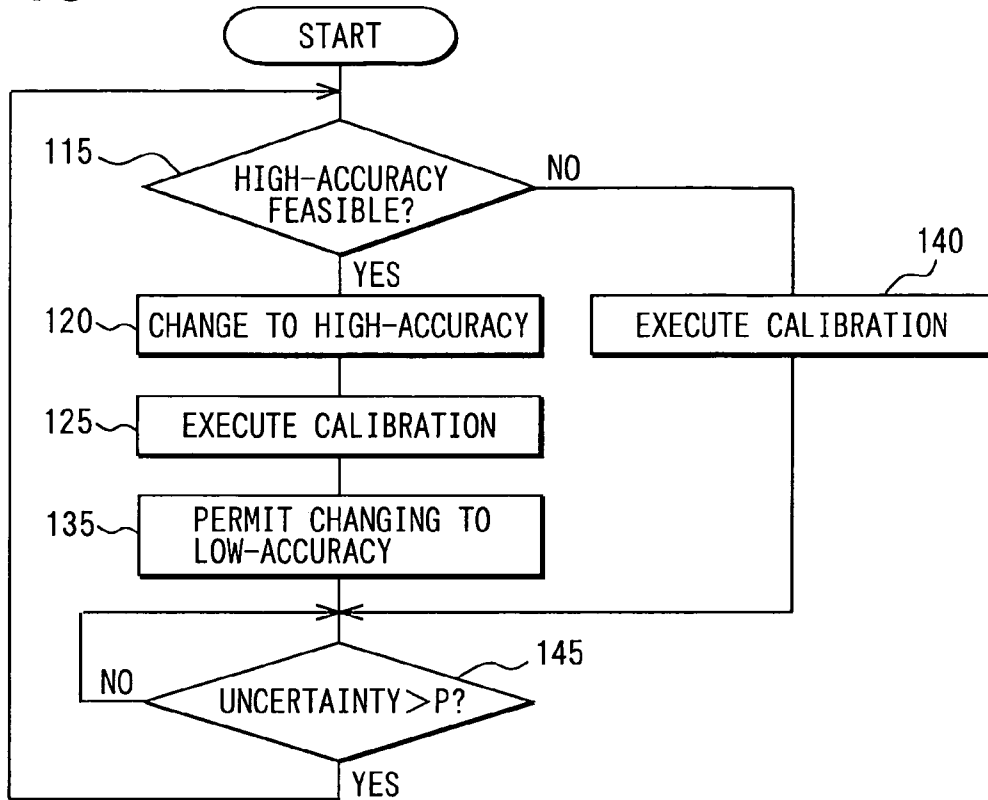 START
115
HIGH-ACCURACY
FEASIBLE?
NO
YES
140
120
CHANGE TO HIGH-ACCURACY
EXECUTE CALIBRATION
125
EXECUTE CALIBRATION
135
PERMIT CHANGING TO
LOW-ACCURACY
145
NO
UNCERTAINTY>P?
YES